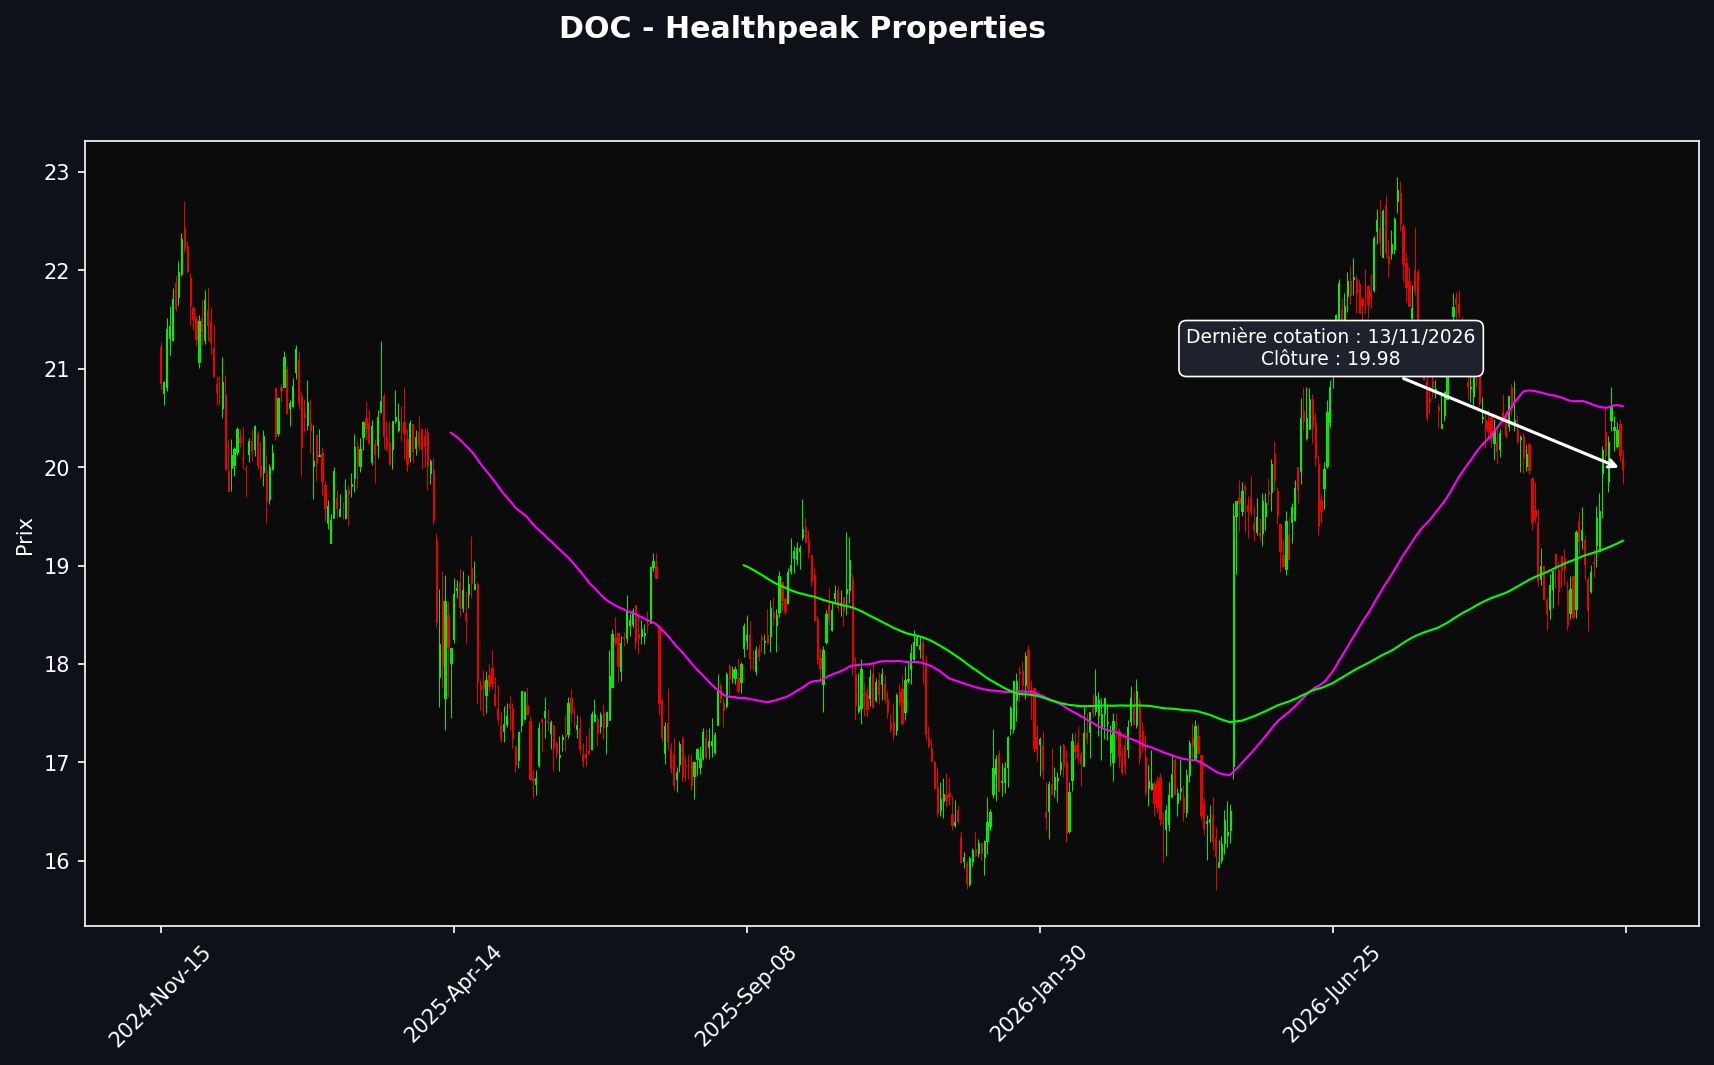 DOC - Healthpeak Properties
23
22
21
20
19
18
17
16
Prix
Dernière cotation : 13/11/2026
Clôture : 19.98
2024-Nov-15
2025-Apr-14
2025-Sep-08
2026-Jan-30
2026-Jun-25